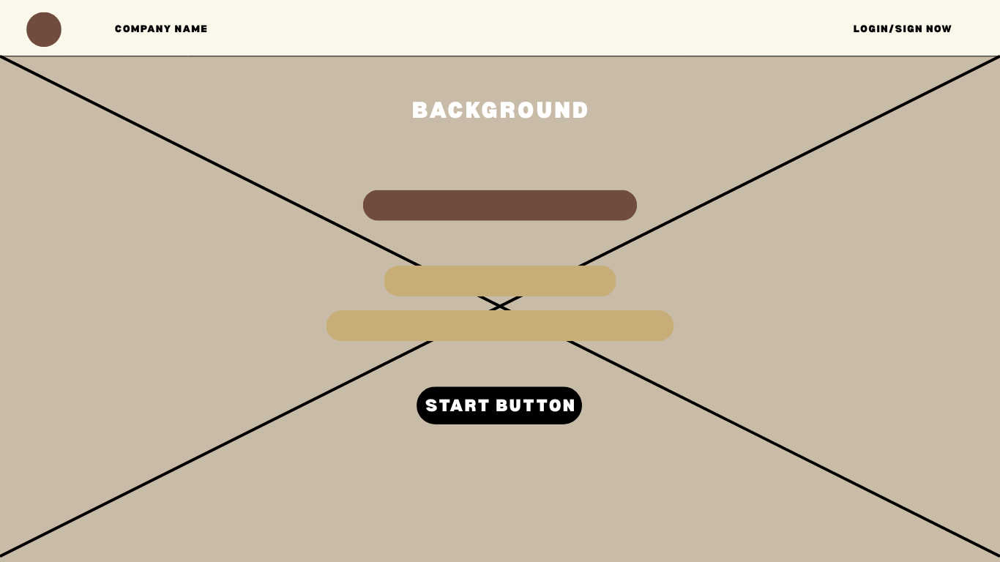 COMPANY NAME
LOGIN/SIGN NOW
BACKGROUND
START BUTTON